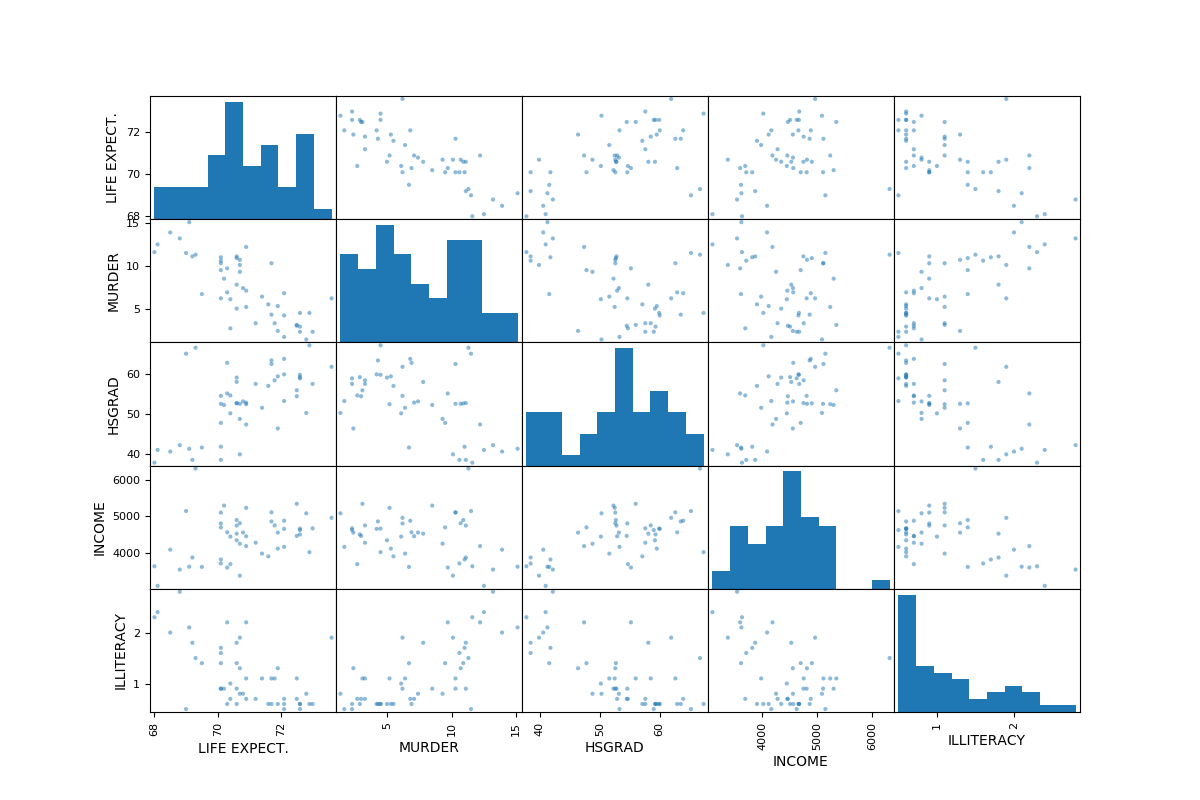 LIFE EXPECT.
72
70
68
MURDER
15
10
5
HSGRAD
60
50
40
INCOME
6000
5000
4000
ILLITERACY
2
1
68 70 72 5 10 15 40 50 60 4000 5000 6000 1 2
LIFE EXPECT. MURDER HSGRAD INCOME ILLITERACY